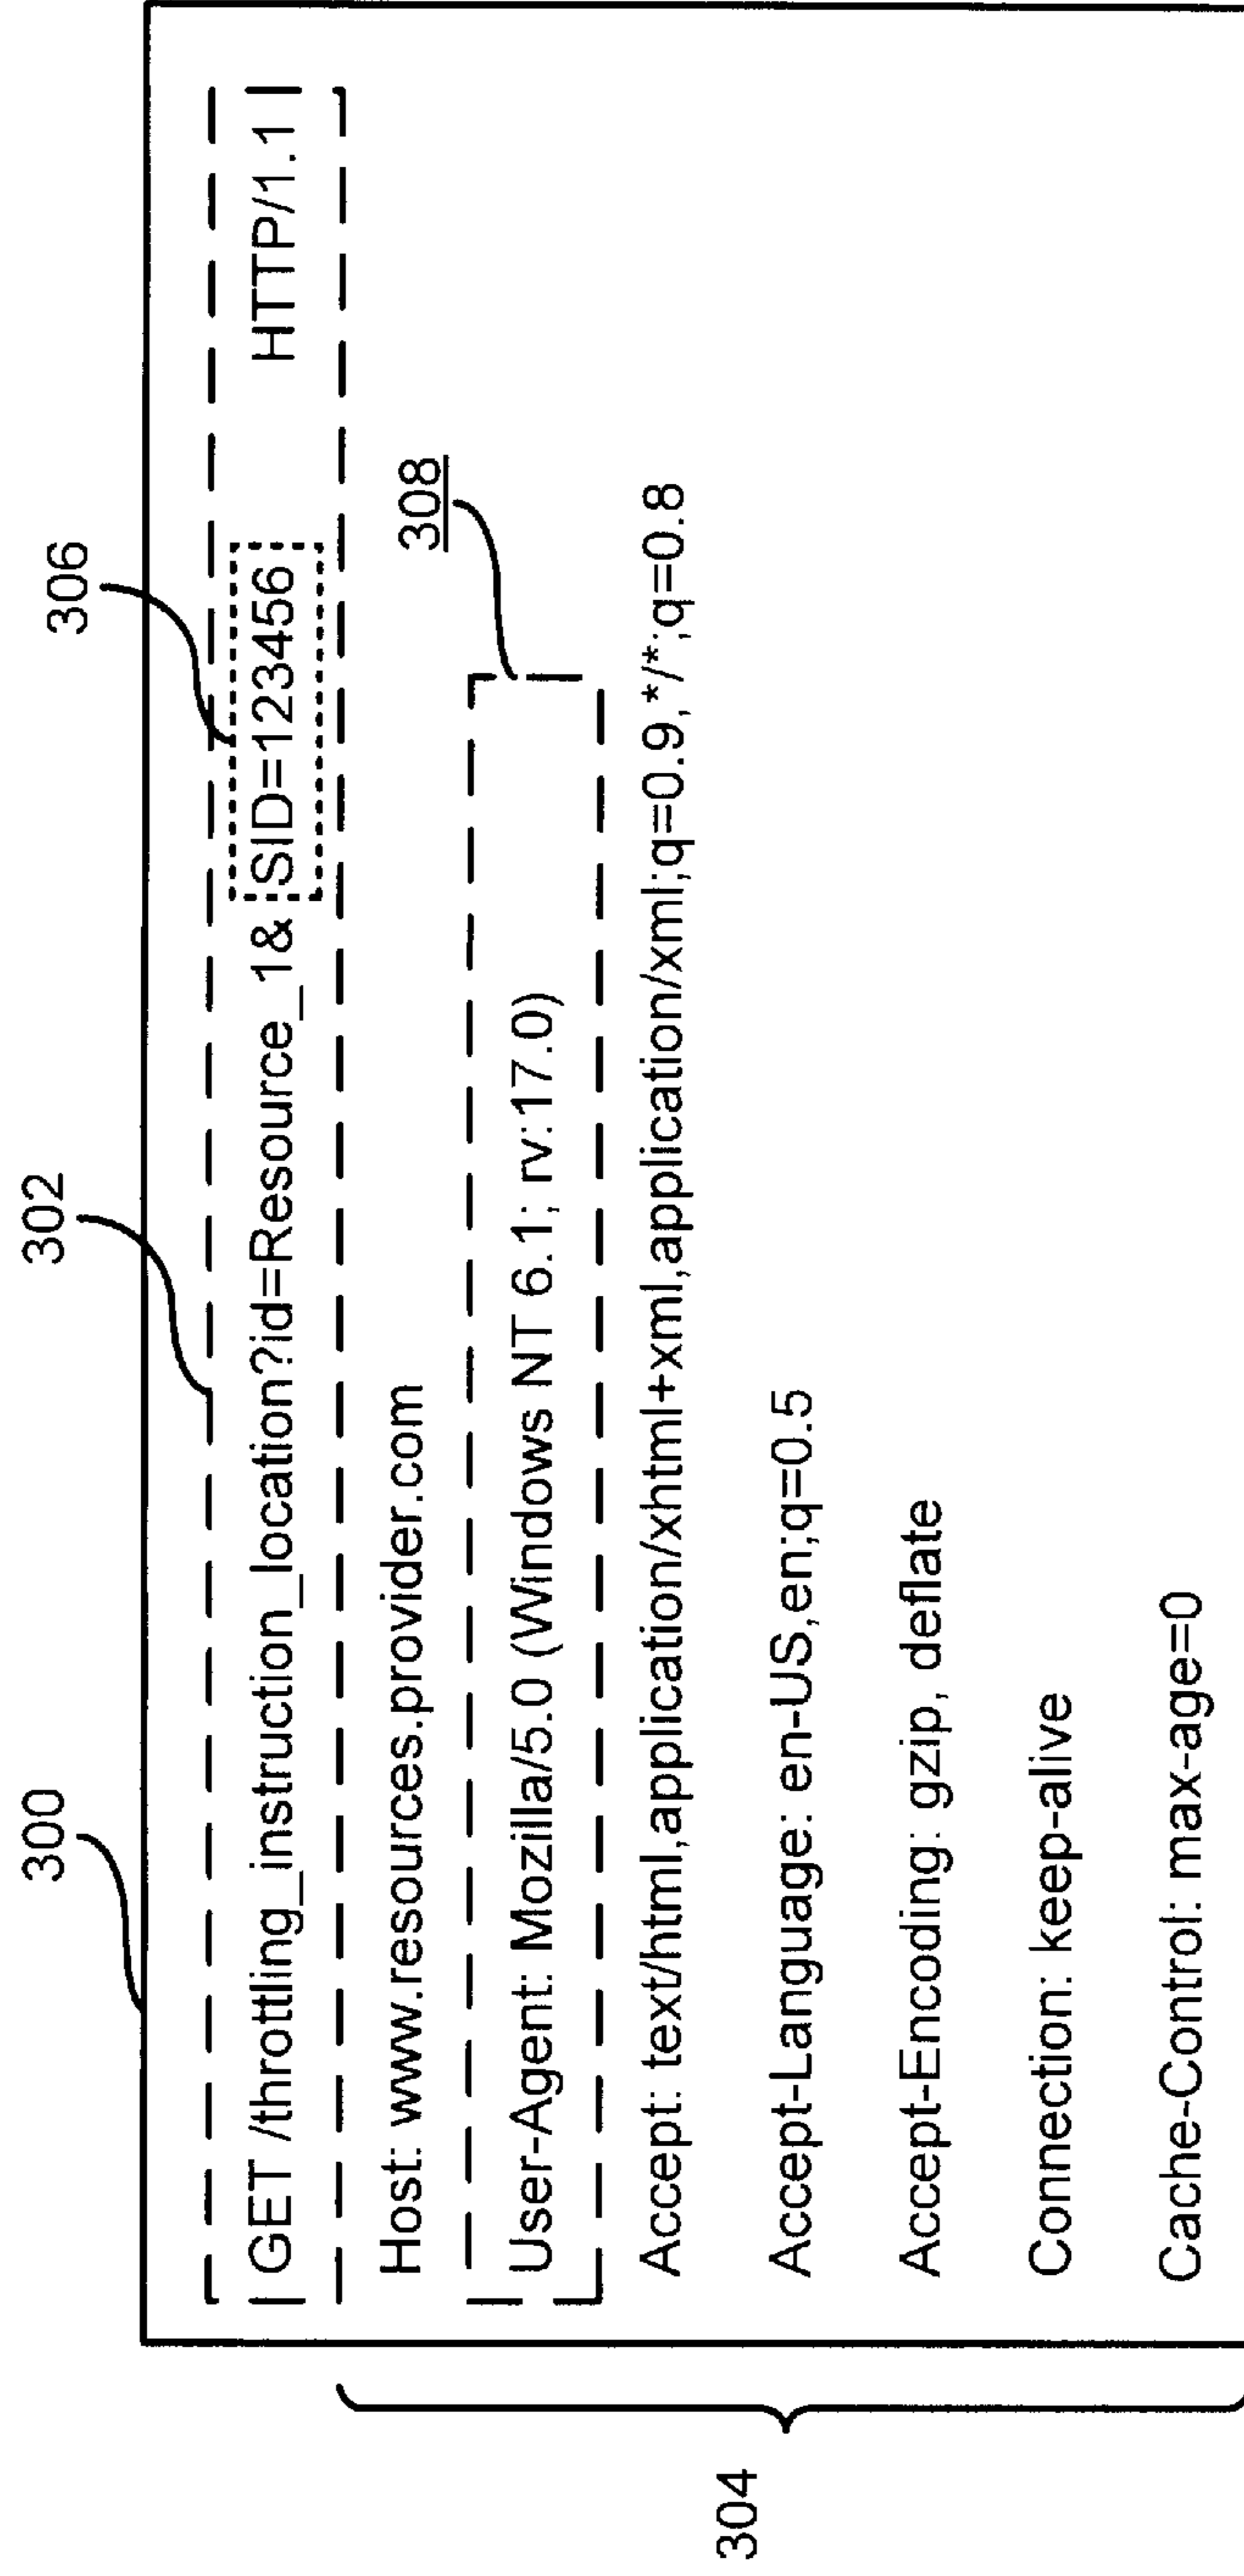 300
302
306
GET /throttling_instruction_location?id=Resource_1& SID=123456 HTTP/1.1
Host: www.resources.provider.com
308
User-Agent: Mozilla/5.0 (Windows NT 6.1; rv:17.0)
Accept: text/html,application/xhtml+xml,application/xml;q=0.9,*/*;q=0.8
304
Accept-Language: en-US,en;q=0.5
Accept-Encoding: gzip, deflate
Connection: keep-alive
Cache-Control: max-age=0